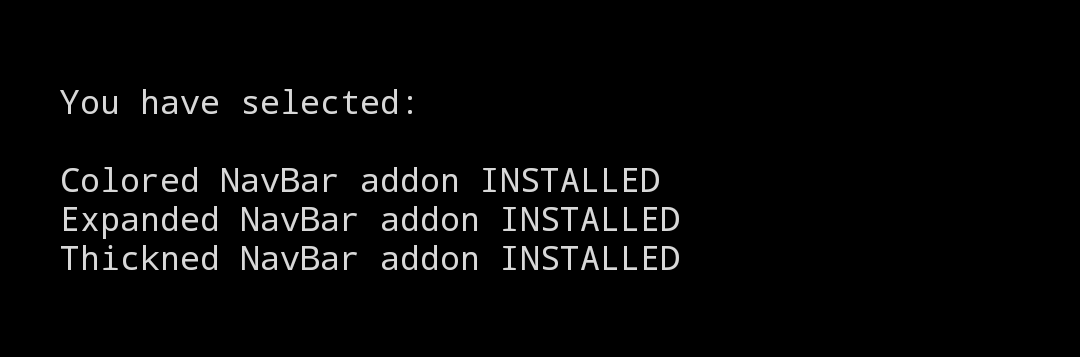 You have selected:
Colored NavBar addon INSTALLED
Expanded NavBar addon INSTALLED
Thickned NavBar addon INSTALLED